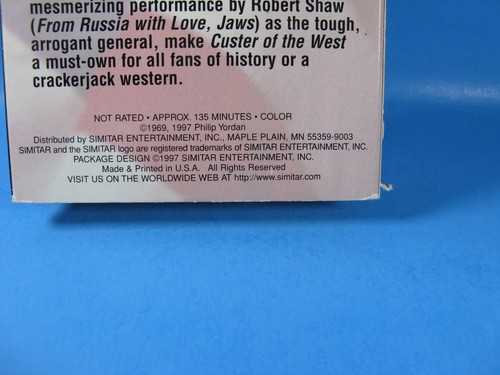 mesmerizing performance by Robert Shaw
(From Russia with Love, Jaws) as the tough,
arrogant general, make Custer of the West
a must-own for all fans of history or a
crackerjack western.
NOT RATED • APPROX. 135 MINUTES • COLOR
©1969, 1997 Philip Yordan
Distributed by SIMITAR ENTERTAINMENT, INC., MAPLE PLAIN, MN 55359-9003
SIMITAR and the SIMITAR logo are registered trademarks of SIMITAR ENTERTAINMENT, INC.
PACKAGE DESIGN ©1997 SIMITAR ENTERTAINMENT, INC.
Made & Printed in U.S.A. All Rights Reserved
VISIT US ON THE WORLDWIDE WEB AT http://www.simitar.com